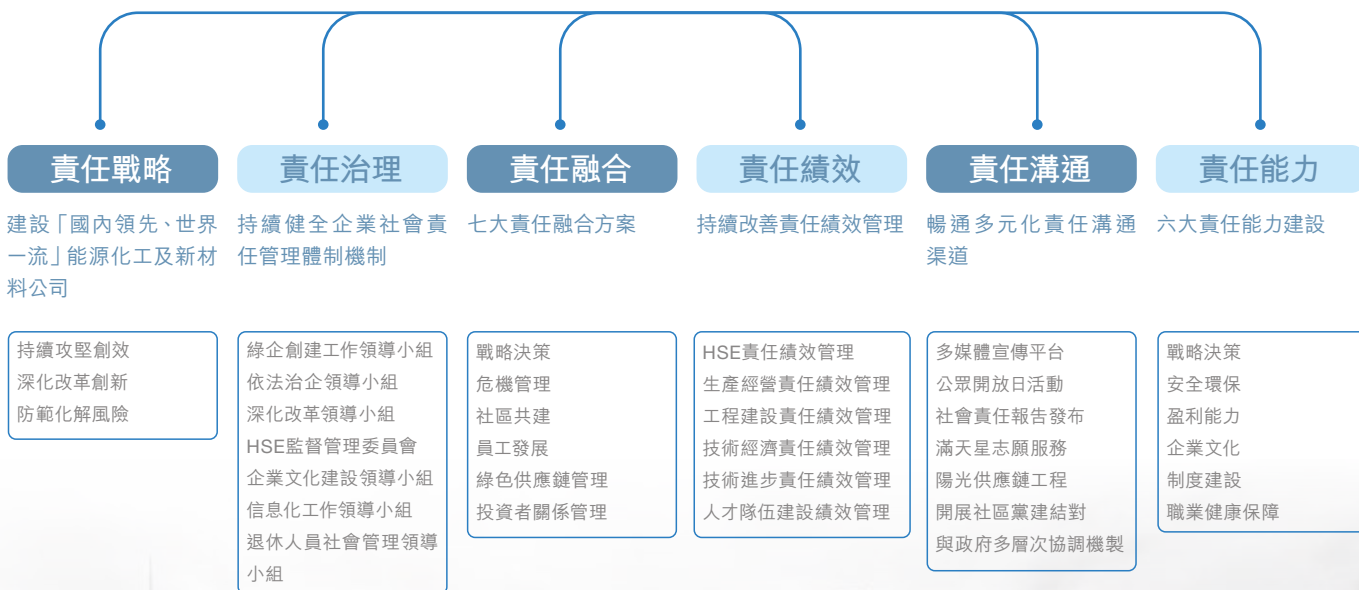 責任戰略
建設「國內領先、世界
一流」能源化工及新材
料公司
持續攻堅創效
深化改革創新
防範化解風險
責任治理
持續健全企業社會責
任管理體制機制
綠企創建工作領導小組
依法治企領導小組
深化改革領導小組
HSE監督管理委員會
企業文化建設領導小組
信息化工作領導小組
退休人員社會管理領導
小組
責任融合
七大責任融合方案
戰略決策
危機管理
社區共建
員工發展
綠色供應鏈管理
投資者關係管理
責任績效
持續改善責任績效管理
HSE責任績效管理
生產經營責任績效管理
工程建設責任績效管理
技術經濟責任績效管理
技術進步責任績效管理
人才隊伍建設績效管理
責任溝通
暢通多元化責任溝通
渠道
多媒體宣傳平台
公眾開放日活動
社會責任報告發布
滿天星志願服務
陽光供應鏈工程
開展社區黨建結對
與政府多層次協調機製
責任能力
六大責任能力建設
戰略決策
安全環保
盈利能力
企業文化
制度建設
職業健康保障